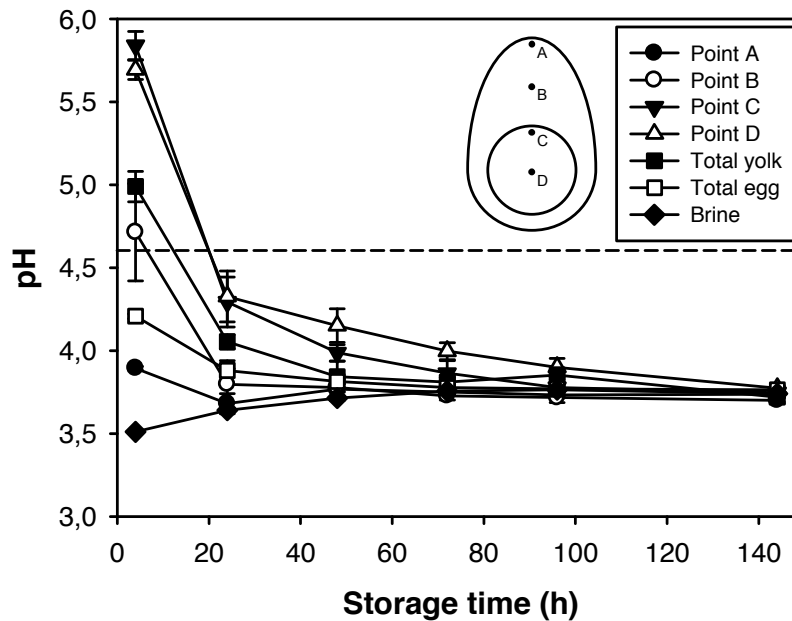 6,0
5,5
5,0
4,5
4,0
3,5
3,0
pH
0
20
40
60
80
100
120
140
Storage time (h)
A
B
C
D
Point A
Point B
Point C
Point D
Total yolk
Total egg
Brine